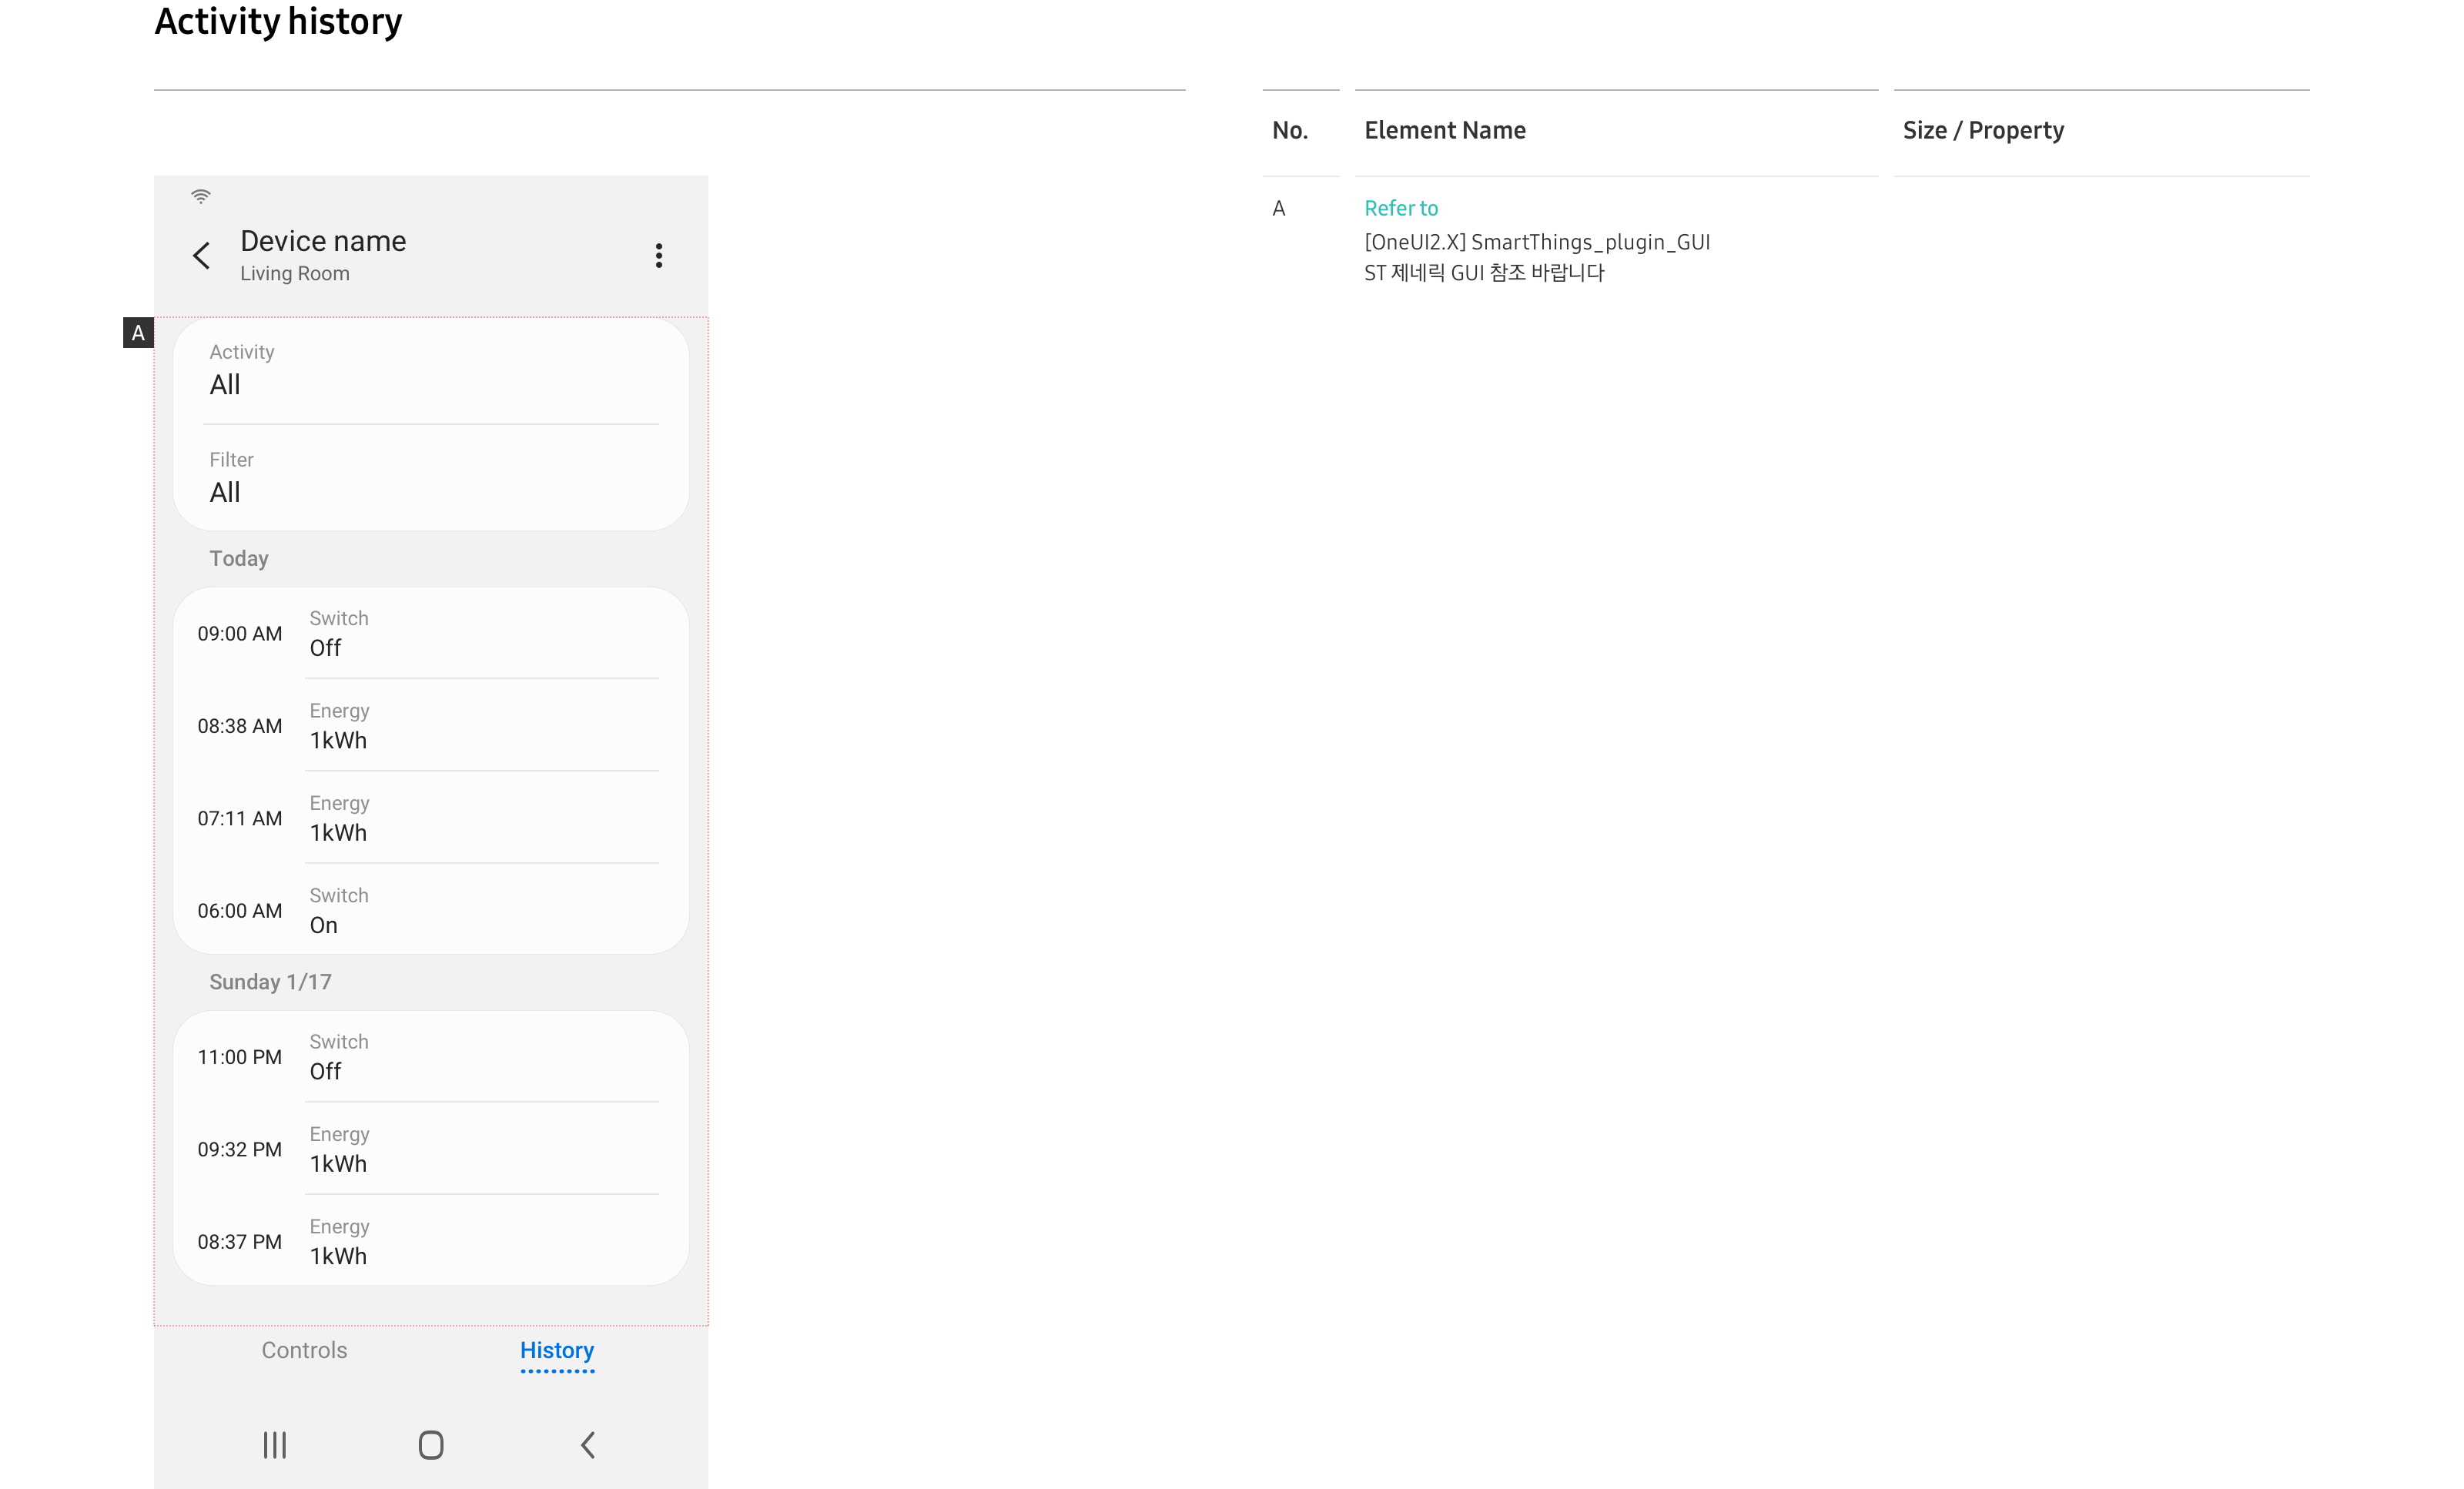 Activity history
No.
Element Name
Size / Property
A
Refer to
[OneUI2.X] SmartThings_plugin_GUI
ST 제네릭 GUI 참조 바랍니다
Device name
Living Room
A
Activity
All
Filter
All
Today
09:00 AM
Switch
Off
08:38 AM
Energy
1kWh
07:11 AM
Energy
1kWh
06:00 AM
Switch
On
Sunday 1/17
11:00 PM
Switch
Off
09:32 PM
Energy
1kWh
08:37 PM
Energy
1kWh
Controls
History